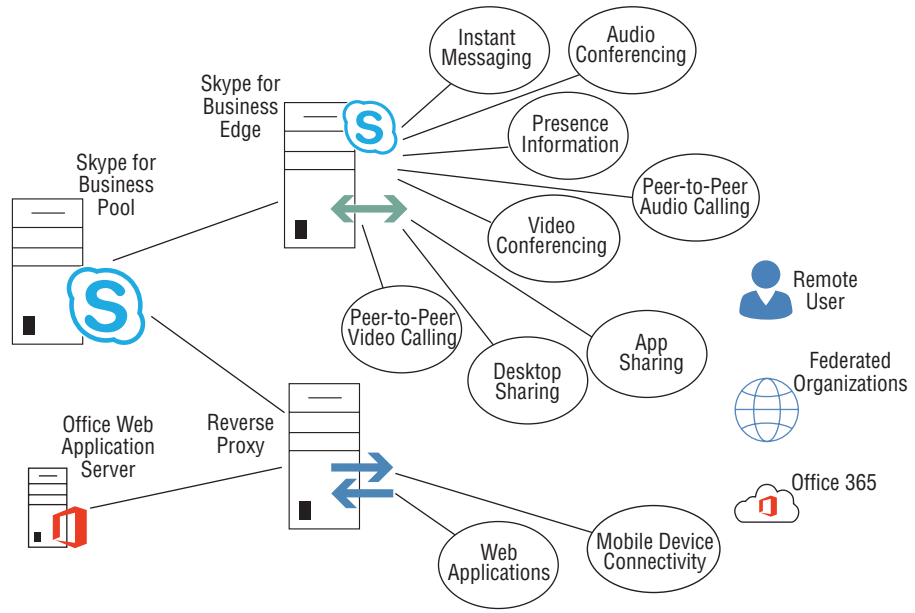 Instant
Messaging
Audio
Conferencing
Skype for
Business
Edge
S
Presence
Information
Skype for
Business
Pool
Peer-to-Peer
Audio Calling
Video
Conferencing
Remote
User
S
Peer-to-Peer
Video Calling
App
Sharing
Desktop
Sharing
Federated
Organizations
Office Web
Application
Server
Reverse
Proxy
Office 365
Web
Applications
Mobile Device
Connectivity